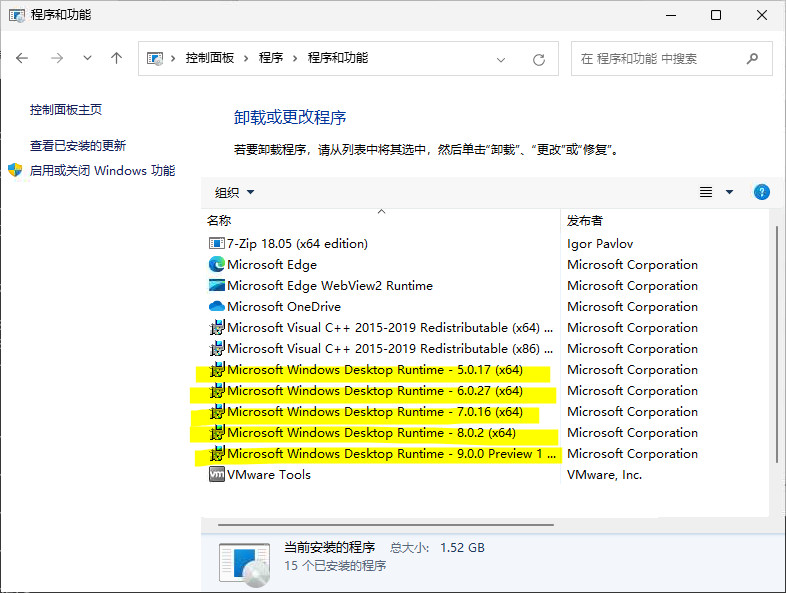 程序和功能
控制面板 程序 程序和功能
在 程序和功能 中搜索
控制面板主页
查看已安装的更新
启用或关闭 Windows 功能
卸载或更改程序
若要卸载程序，请从列表中将其选中，然后单击“卸载”、“更改”或“修复”。
组织
名称 发布者
7-Zip 18.05 (x64 edition) Igor Pavlov
Microsoft Edge Microsoft Corporation
Microsoft Edge WebView2 Runtime Microsoft Corporation
Microsoft OneDrive Microsoft Corporation
Microsoft Visual C++ 2015-2019 Redistributable (x64) ... Microsoft Corporation
Microsoft Visual C++ 2015-2019 Redistributable (x86) ... Microsoft Corporation
Microsoft Windows Desktop Runtime - 5.0.17 (x64) Microsoft Corporation
Microsoft Windows Desktop Runtime - 6.0.27 (x64) Microsoft Corporation
Microsoft Windows Desktop Runtime - 7.0.16 (x64) Microsoft Corporation
Microsoft Windows Desktop Runtime - 8.0.2 (x64) Microsoft Corporation
Microsoft Windows Desktop Runtime - 9.0.0 Preview 1 ... Microsoft Corporation
VMware Tools VMware, Inc.
当前安装的程序 总大小: 1.52 GB
15 个已安装的程序